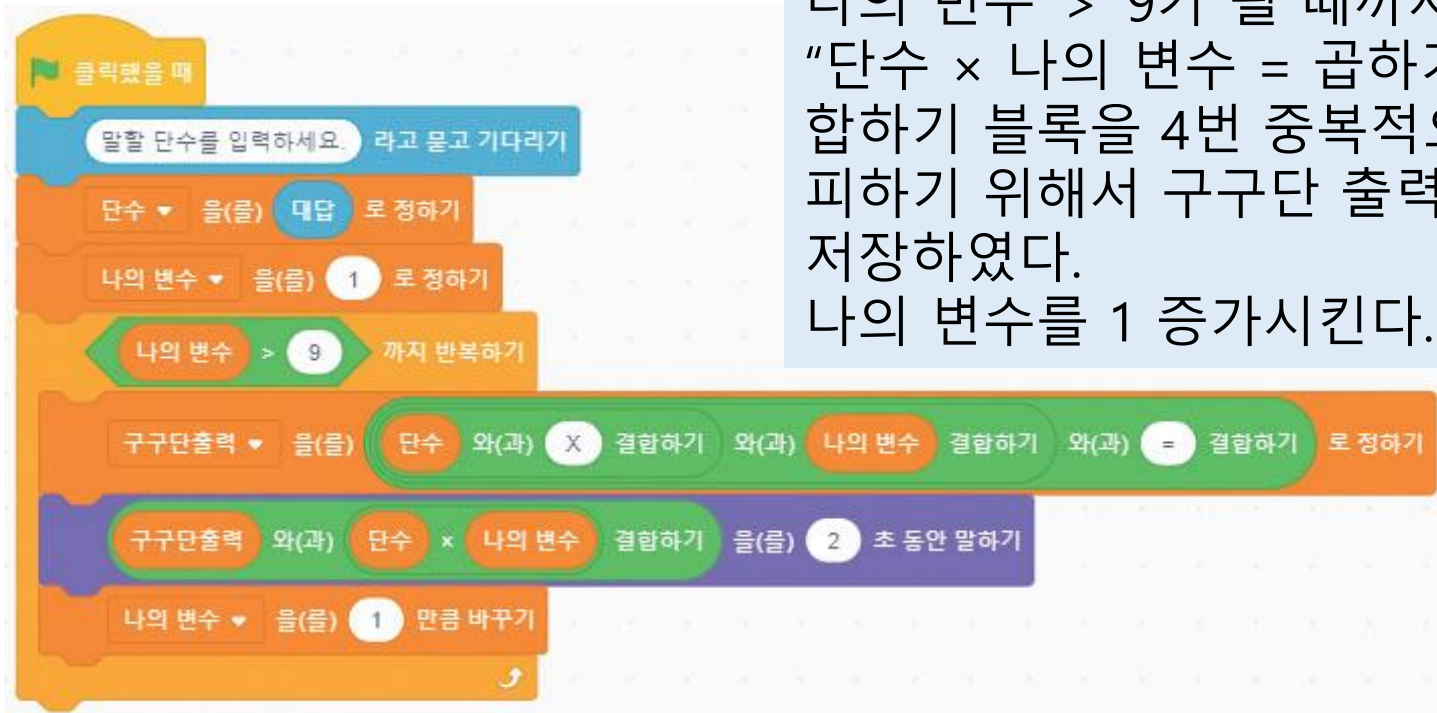 클릭했을 때
말할 단수를 입력하세요. 라고 묻고 기다리기
단수 을(를) 대답 로 정하기
나의 변수 을(를) 1 로 정하기
나의 변수 > 9 까지 반복하기
구구단출력 을(를) 단수 와(과) X 결합하기 와(과) 나의 변수 결합하기 와(과) = 결합하기 로 정하기
구구단출력 와(과) 단수 × 나의 변수 결합하기 을(를) 2 초 동안 말하기
나의 변수 을(를) 1 만큼 바꾸기
나의 변수 > 9가 될 때까지
"단수 × 나의 변수 = 곱하기
합하기 블록을 4번 중복적으
피하기 위해서 구구단 출력
저장하였다.
나의 변수를 1 증가시킨다.